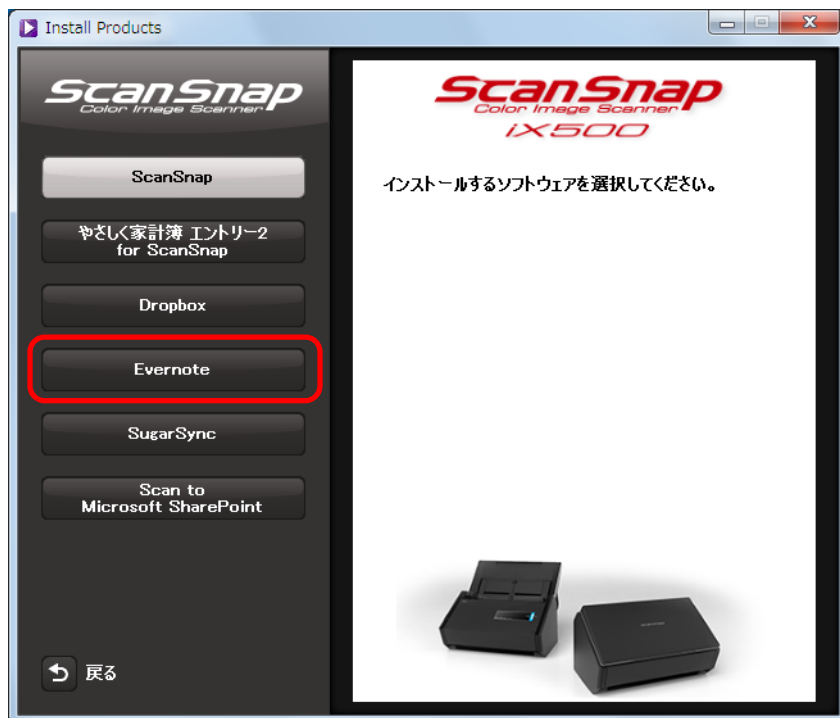 Install Products
ScanSnap
Color Image Scanner
ScanSnap
やさしく家計簿 エントリー2
for ScanSnap
Dropbox
Evernote
SugarSync
Scan to
Microsoft SharePoint
戻る
ScanSnap
Color Image Scanner
iX500
インストールするソフトウェアを選択してください。